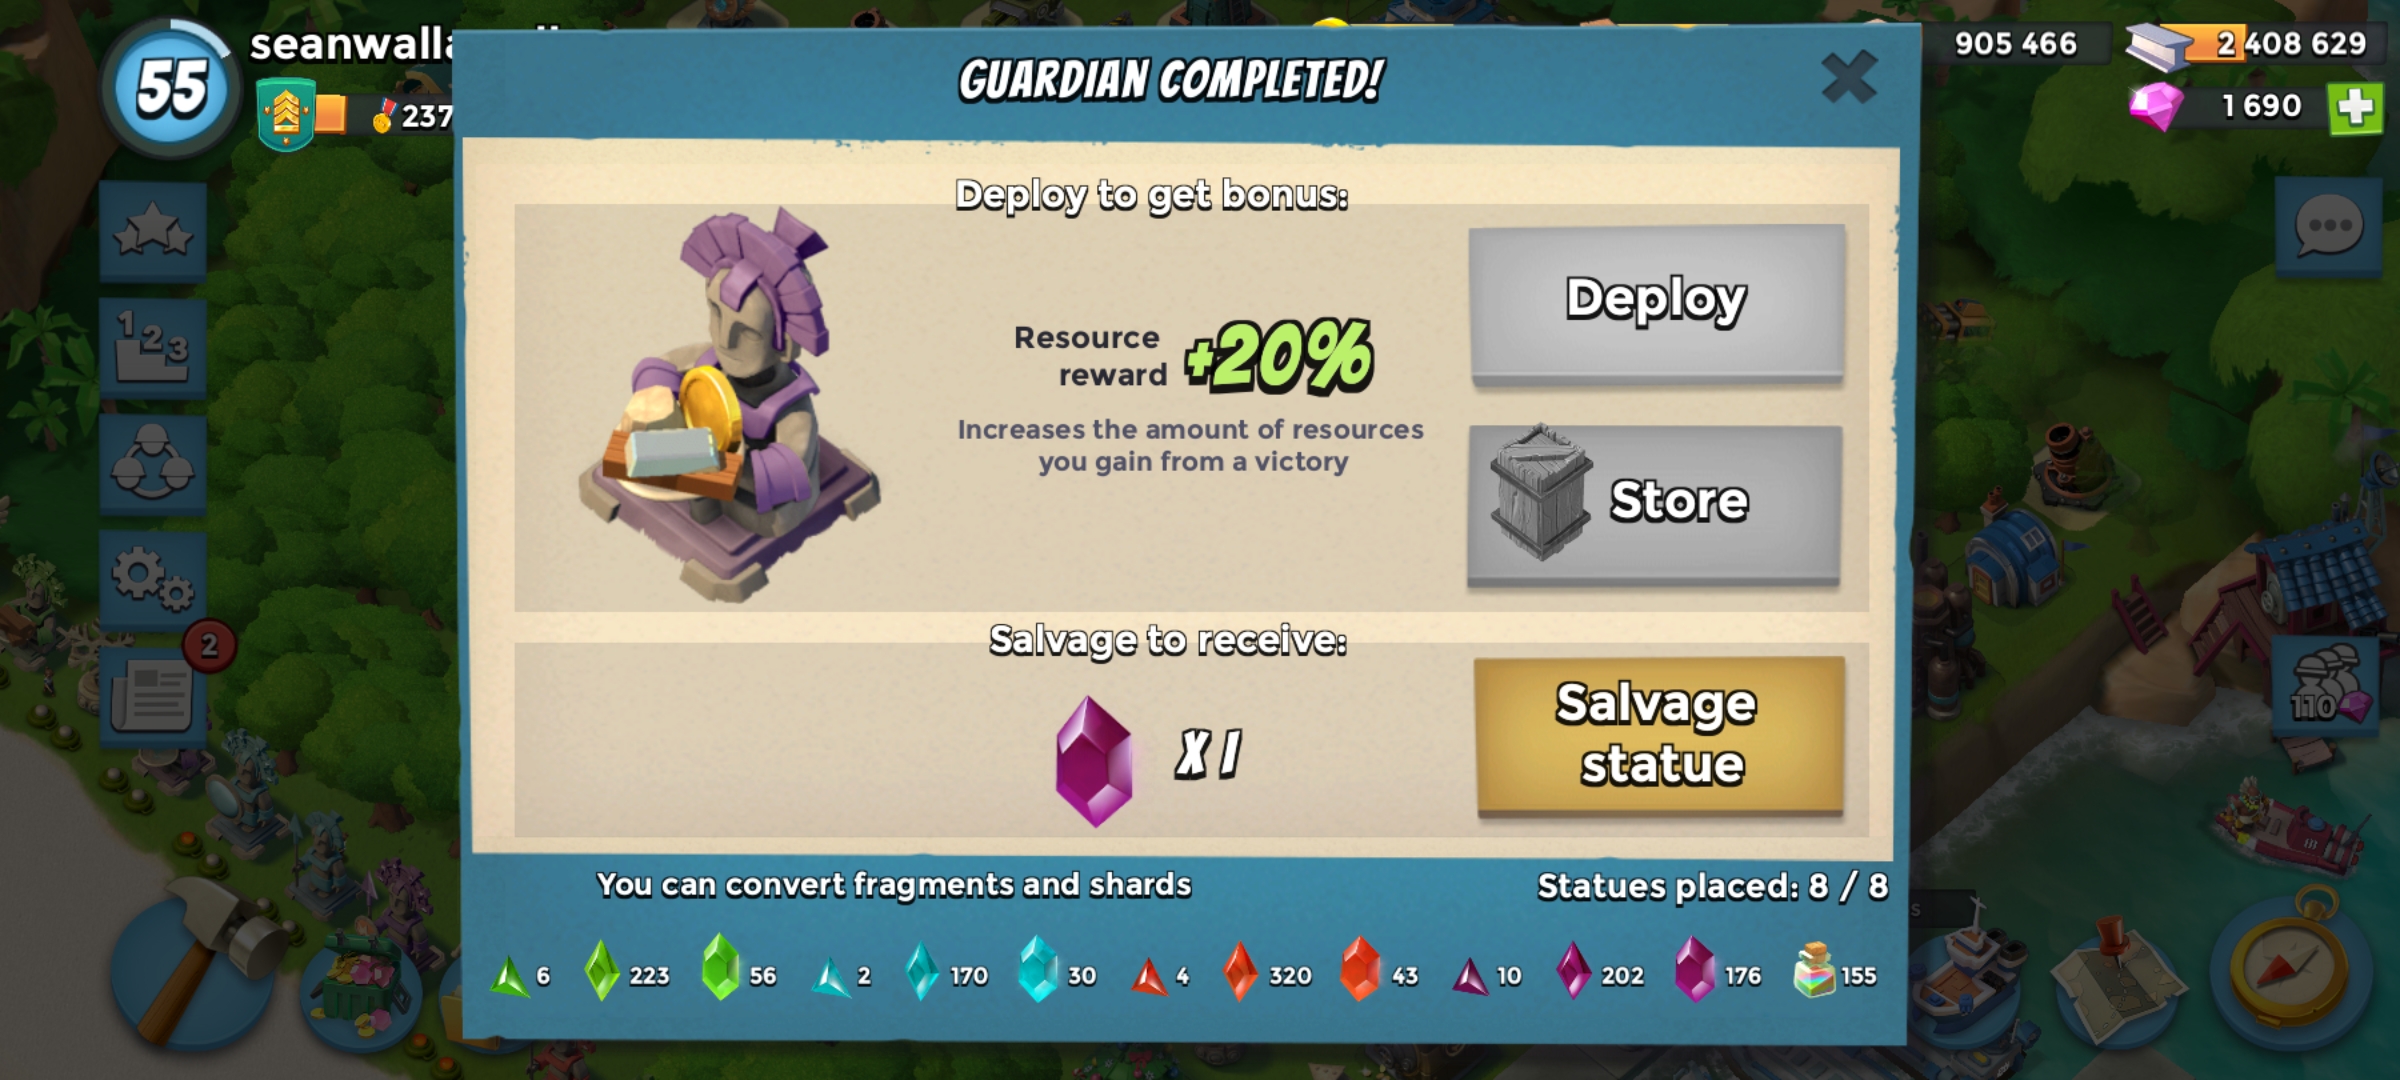 55
237
GUARDIAN COMPLETED!
905 466
2 408 629
1 690
Deploy to get bonus:
Resource
reward
+20%
Increases the amount of resources
you gain from a victory
Deploy
Store
1 2 3
2
Salvage to receive:
X 1
Salvage
statue
110
You can convert fragments and shards
Statues placed: 8 / 8
6
223
56
2
170
30
4
320
43
10
202
176
155